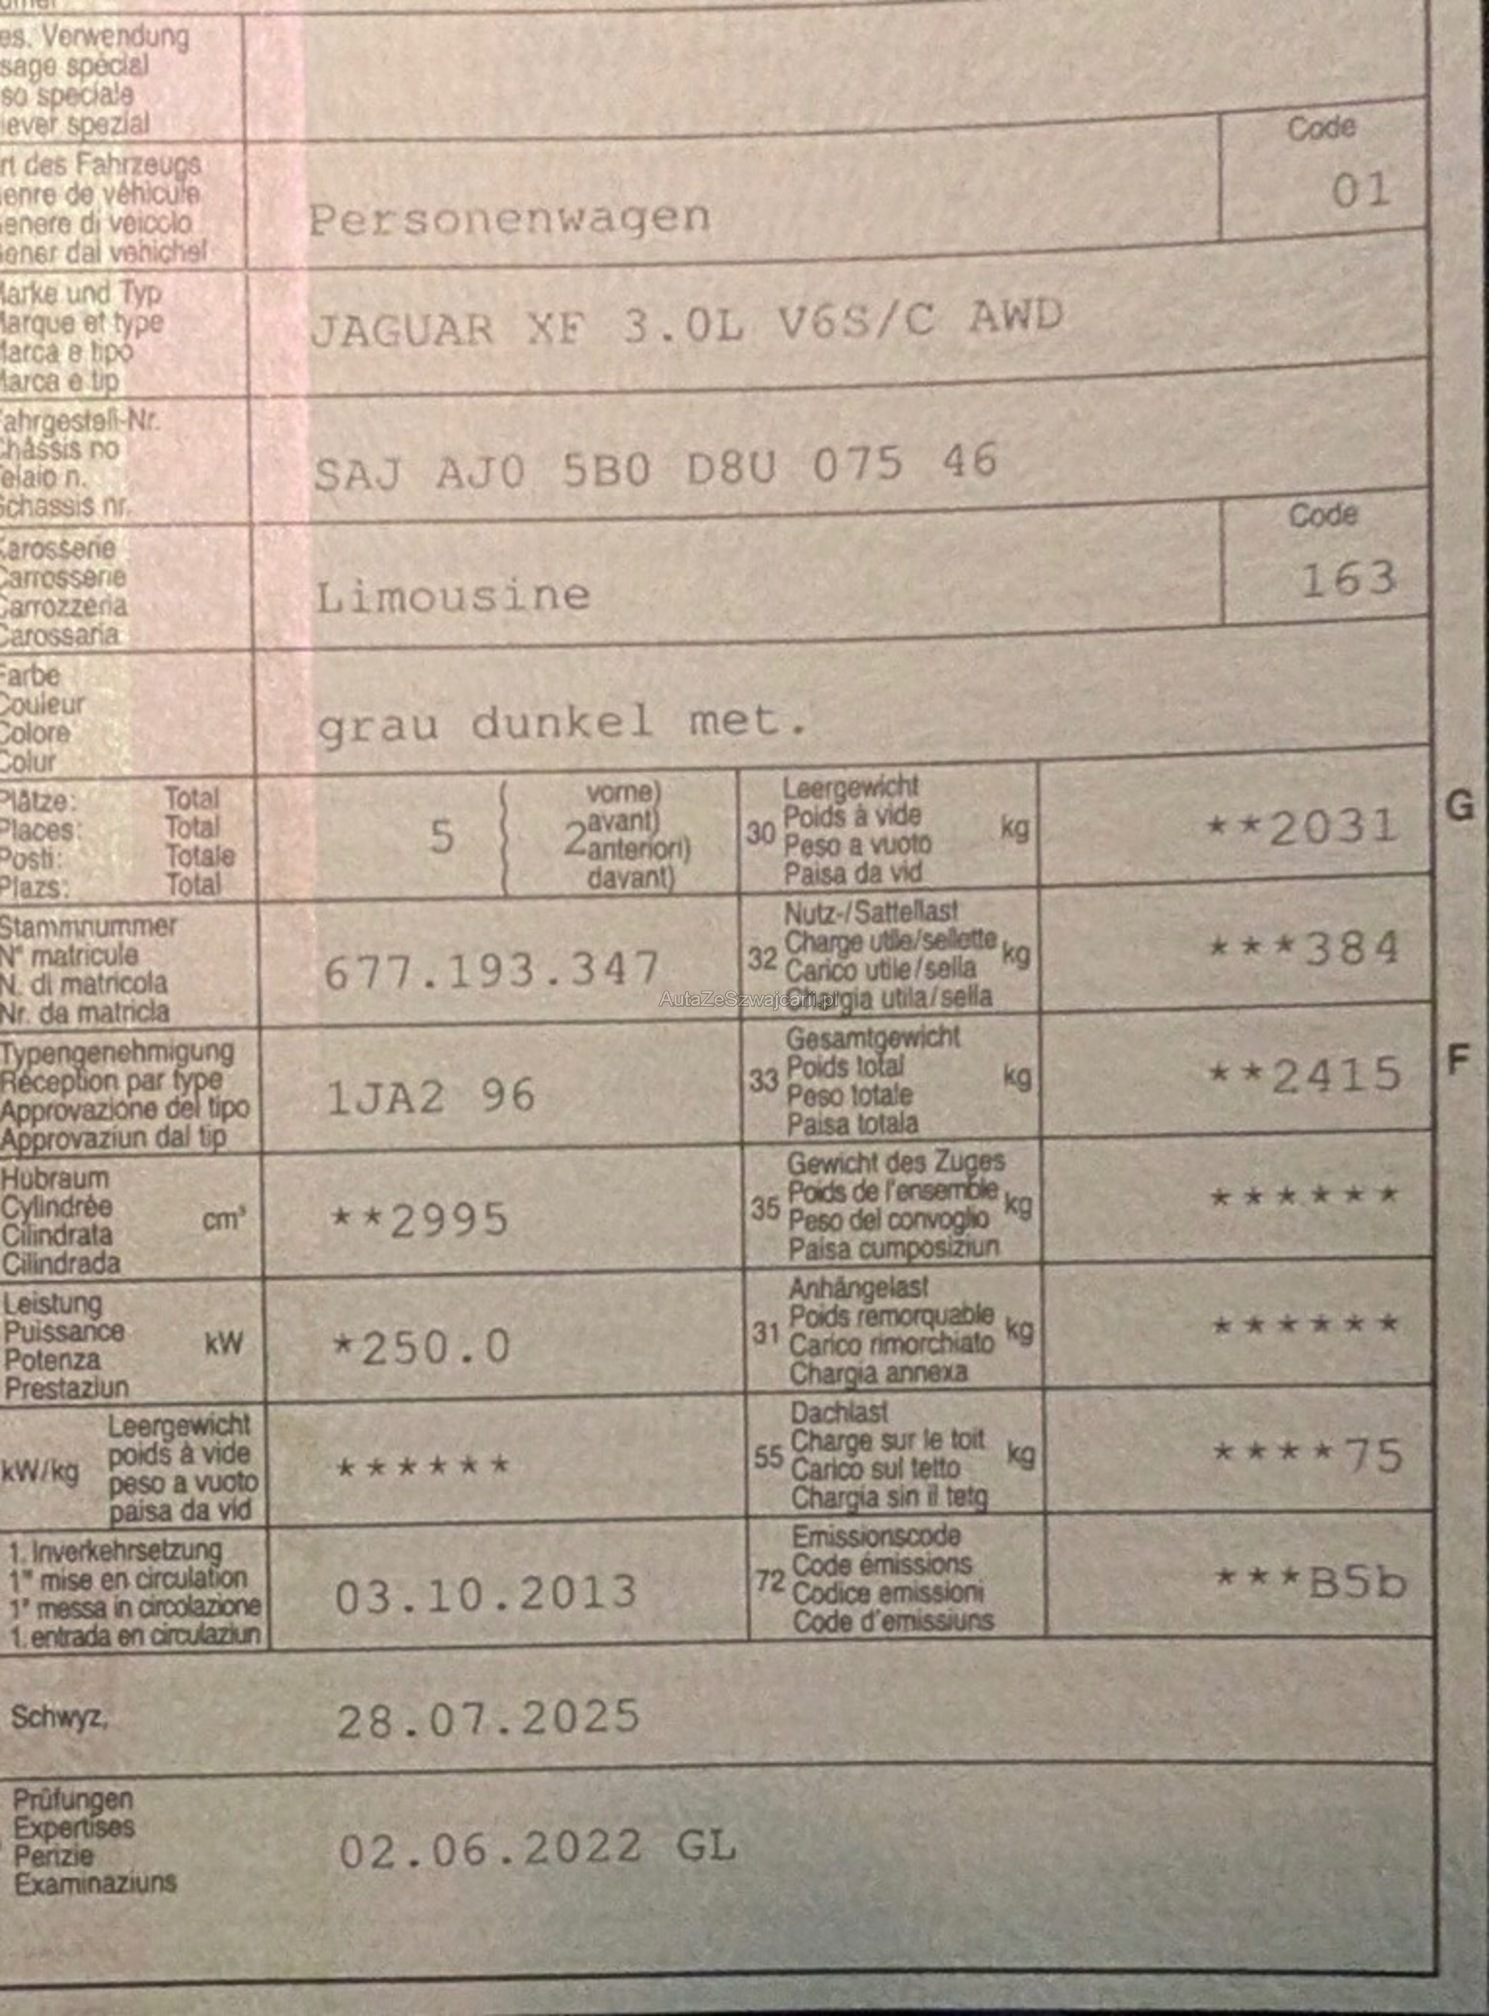 es. Verwendung
sage spécial
so speciale
iever spezial
Code
rt des Fahrzeugs
enre de véhicule
enere di veicolo
ener dal vehichel
Personenwagen
01
Marke und Typ
Marque et type
Marca e tipo
Marca e tip
JAGUAR XF 3.0L V6S/C AWD
ahrgestell-Nr.
Châssis no
elaio n.
Schassis nr.
SAJ AJ0 5B0 D8U 075 46
Code
Karosserie
Carrosserie
Carrozzeria
Carossaria
Limousine
163
Farbe
Couleur
Colore
Colur
grau dunkel met.
Plätze: Total
Places: Total
Posti: Totale
Plazs: Total
5
2
vorne)
avant)
anteriori)
davant)
30
Leergewicht
Poids à vide
Peso a vuoto
Paisa da vid
kg
**2031
G
Stammnummer
N° matricule
N. di matricola
Nr. da matricla
677.193.347
32
Nutz-/Sattellast
Charge utile/sellette
Carico utile/sella
Chargia utila/sella
kg
***384
AutaZeSzwajcarii.pl
Typengenehmigung
Réception par type
Approvazione del tipo
Approvaziun dal tip
1JA2 96
33
Gesamtgewicht
Poids total
Peso totale
Paisa totala
kg
**2415
F
Hubraum
Cylindrée
Cilindrata
Cilindrada
cm³
**2995
35
Gewicht des Zuges
Poids de l'ensemble
Peso del convoglio
Paisa cumposiziun
kg
******
Leistung
Puissance
Potenza
Prestaziun
kW
*250.0
31
Anhängelast
Poids remorquable
Carico rimorchiato
Chargia annexa
kg
******
kW/kg
Leergewicht
poids à vide
peso a vuoto
paisa da vid
******
55
Dachlast
Charge sur le toit
Carico sul tetto
Chargia sin il tetg
kg
****75
1. Inverkehrsetzung
1re mise en circulation
1a messa in circolazione
1. entrada en circulaziun
03.10.2013
72
Emissionscode
Code émissions
Codice emissioni
Code d'emissiuns
***B5b
Schwyz,
28.07.2025
Prüfungen
Expertises
Perizie
Examinaziuns
02.06.2022 GL